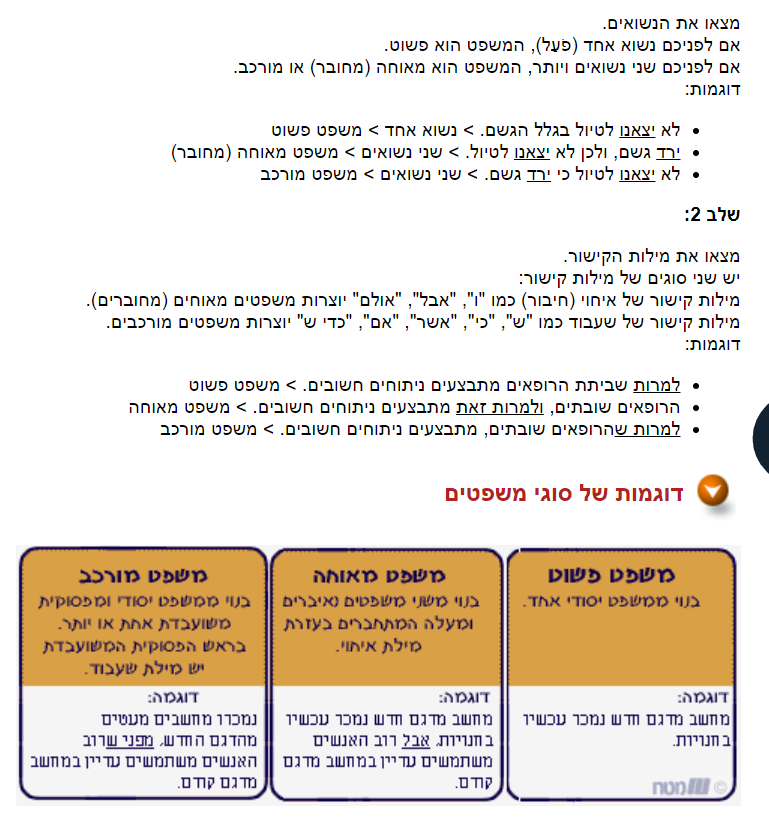 מצאו את הנשואים.
אם לפניכם נשוא אחד (פֹּעַל), המשפט הוא פשוט.
אם לפניכם שני נשואים ויותר, המשפט הוא מאוחה (מחובר) או מורכב.
דוגמות:
לא יצאנו לטיול בגלל הגשם. > נשוא אחד > משפט פשוט
ירד גשם, ולכן לא יצאנו לטיול. > שני נשואים > משפט מאוחה (מחובר)
לא יצאנו לטיול כי ירד גשם. > שני נשואים > משפט מורכב
שלב 2:
מצאו את מילות הקישור.
יש שני סוגים של מילות קישור:
מילות קישור של איחוי (חיבור) כמו "ו", "אבל", "אולם" יוצרות משפטים מאוחים (מחוברים).
מילות קישור של שעבוד כמו "ש", "כי", "אשר", "אם", "כדי ש" יוצרות משפטים מורכבים.
דוגמות:
למרות שביתת הרופאים מתבצעים ניתוחים חשובים. > משפט פשוט
הרופאים שובתים, ולמרות זאת מתבצעים ניתוחים חשובים. > משפט מאוחה
למרות שהרופאים שובתים, מתבצעים ניתוחים חשובים. > משפט מורכב
דוגמות של סוגי משפטים
משפט פשוט
בנוי ממשפט יסודי אחד.
דוגמה:
מחשב מדגם חדש נמכר עכשיו
בחנויות.
© מטח
משפט מאוחה
בנוי משני משפטים נאיברים
ומעלה המתחברים בעזרת
מילת איחוי.
דוגמה:
מחשב מדגם חדש נמכר עכשיו
בחנויות, אבל רוב האנשים
משתמשים עדיין במחשב מדגם
קודם.
משפט מורכב
בנוי ממשפט יסודי ומפסוקית
משועבדת אחת או יותר.
בראש הפסוקית המשועבדת
יש מילת שעבוד.
דוגמה:
נמכרו מחשבים מעטים
מהדגם החדש, מפני שרוב
האנשים משתמשים עדיין במחשב
מדגם קודם.